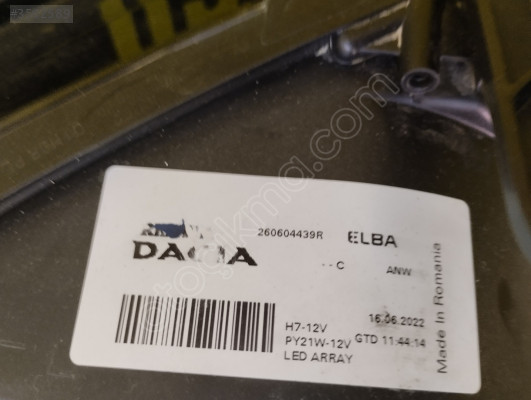 260604439R ELBA
DACIA
-- C ANW
H7-12V 16.06.2022
PY21W-12V GTD 11:44:14
LED ARRAY
Made In Romania